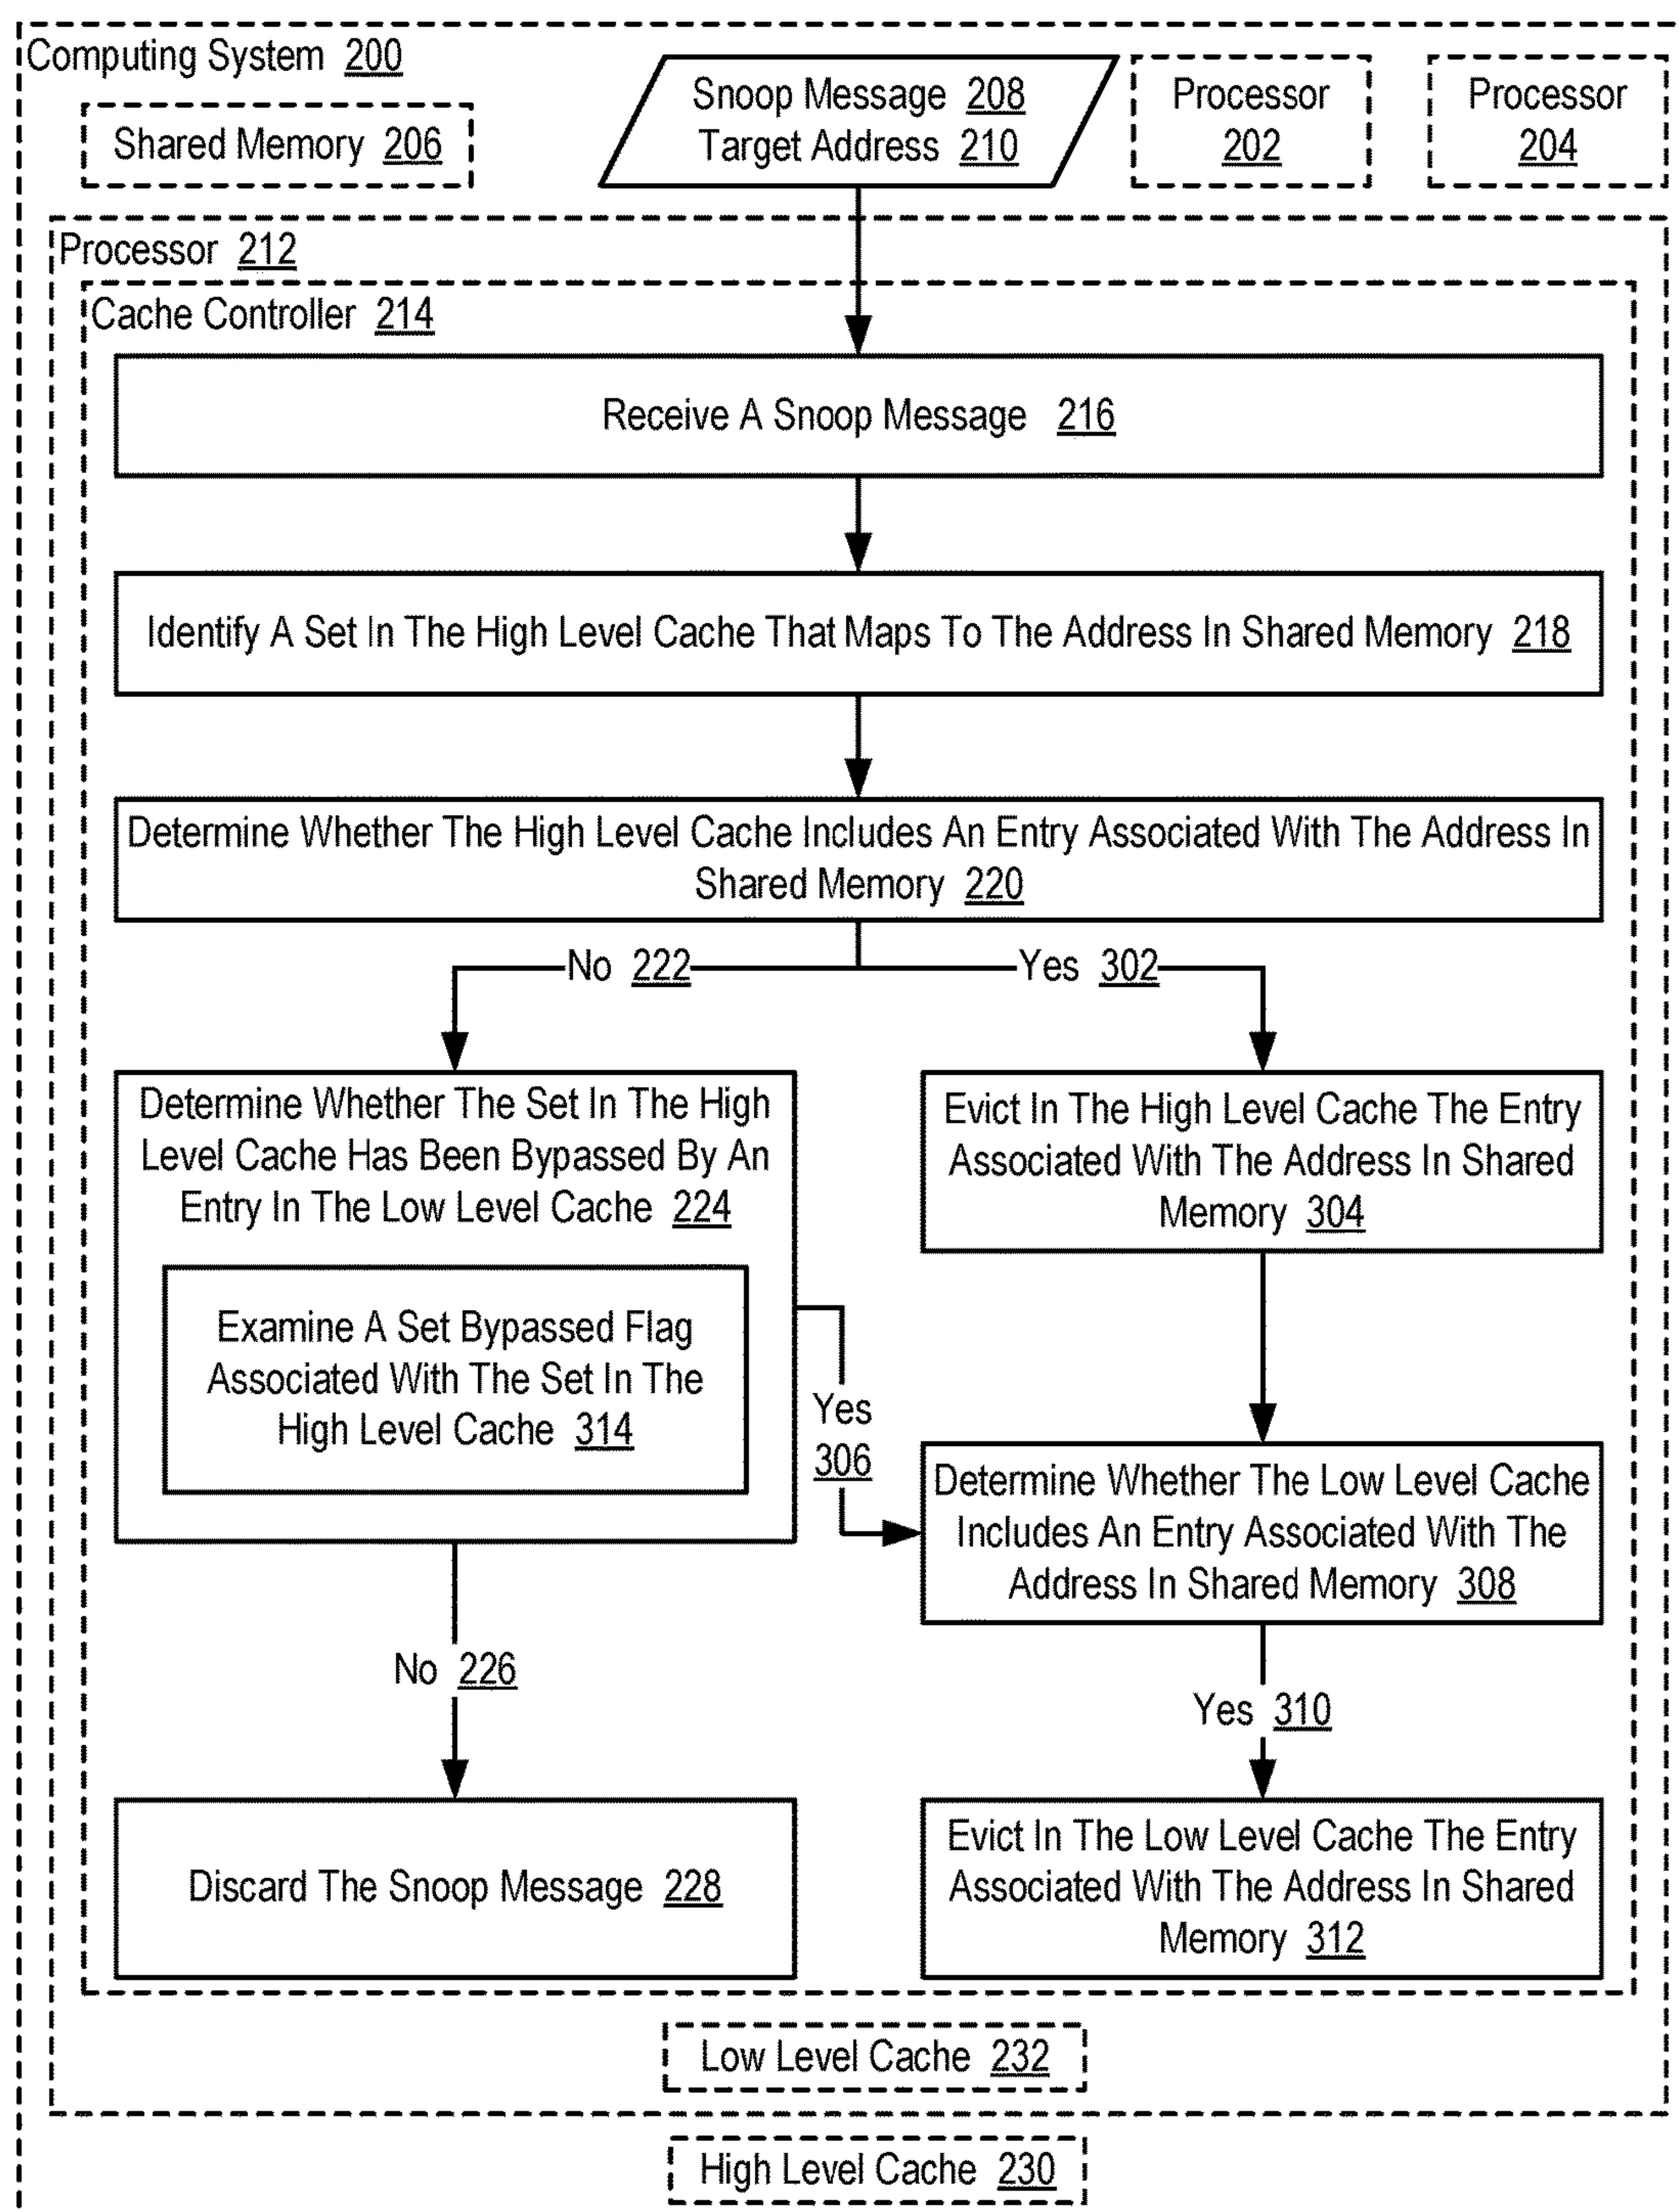 Computing System 200
Shared Memory 206
Snoop Message 208
Target Address 210
Processor
202
Processor
204
Processor 212
Cache Controller 214
Receive A Snoop Message 216
Identify A Set In The High Level Cache That Maps To The Address In Shared Memory 218
Determine Whether The High Level Cache Includes An Entry Associated With The Address In
Shared Memory 220
No 222
Yes 302
Determine Whether The Set In The High
Level Cache Has Been Bypassed By An
Entry In The Low Level Cache 224
Examine A Set Bypassed Flag
Associated With The Set In The
High Level Cache 314
Evict In The High Level Cache The Entry
Associated With The Address In Shared
Memory 304
Yes
306
Determine Whether The Low Level Cache
Includes An Entry Associated With The
Address In Shared Memory 308
No 226
Yes 310
Discard The Snoop Message 228
Evict In The Low Level Cache The Entry
Associated With The Address In Shared
Memory 312
Low Level Cache 232
High Level Cache 230